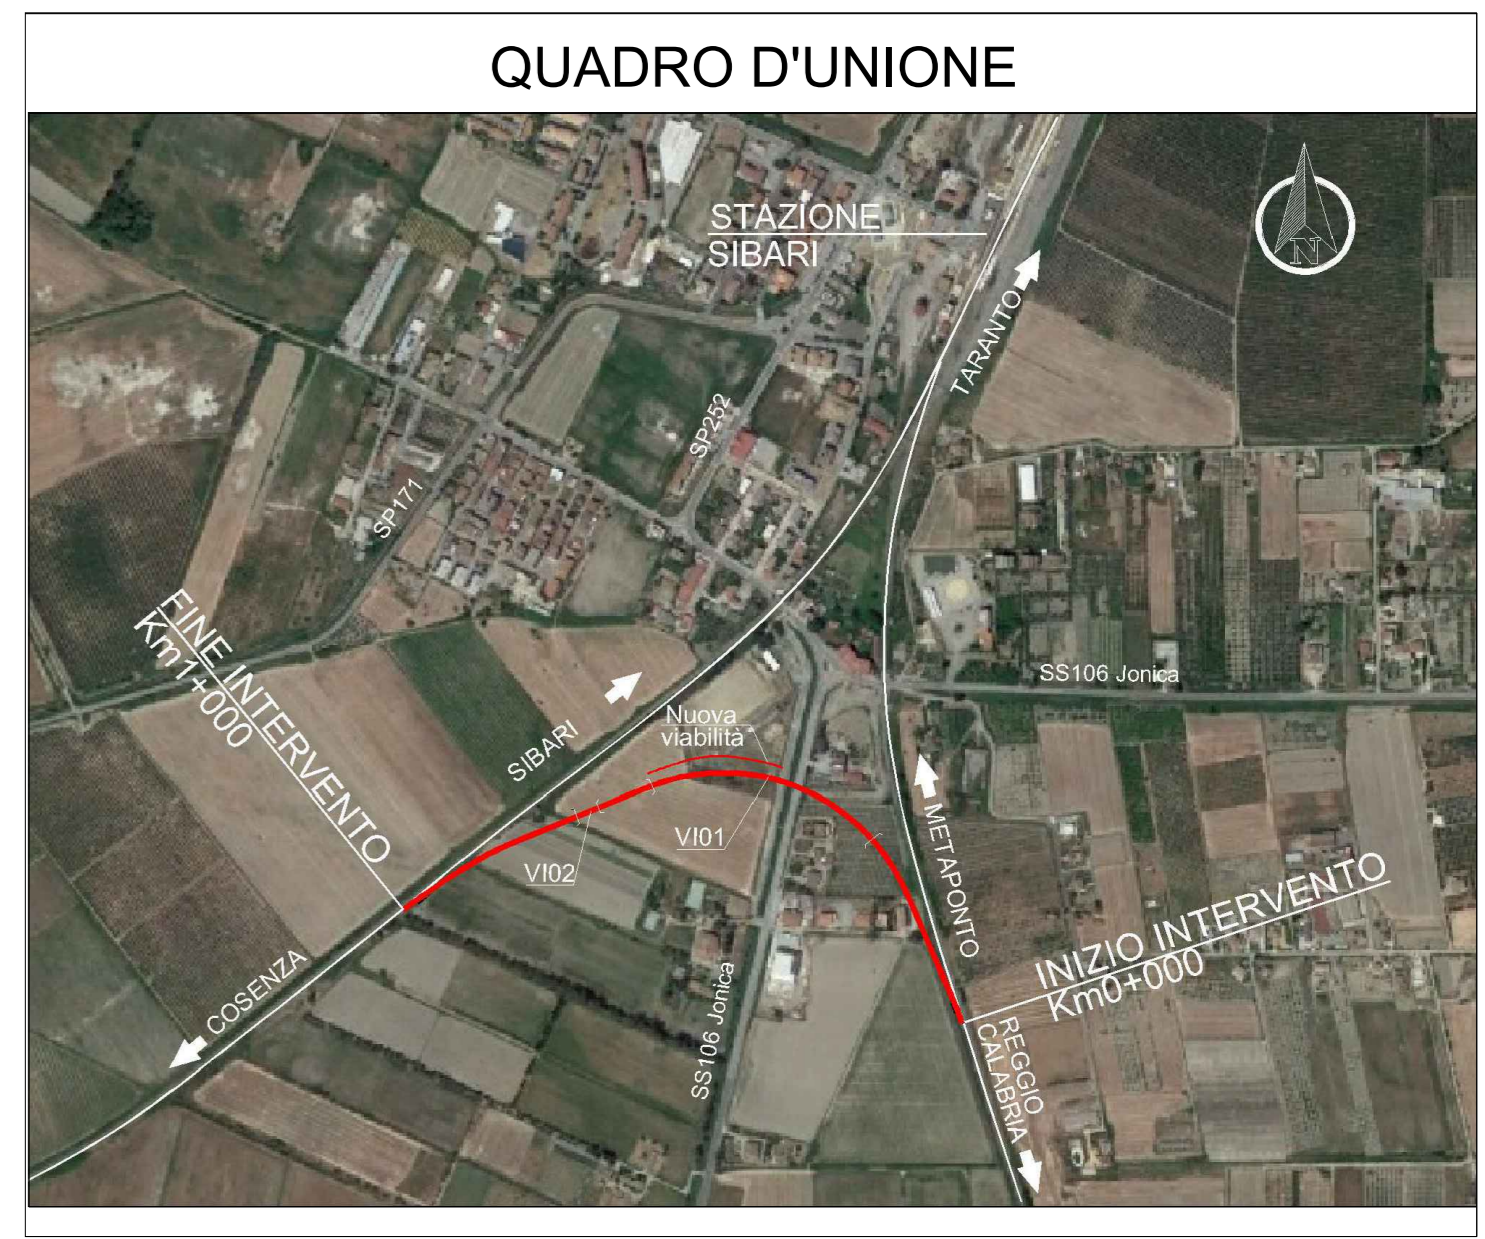 QUADRO D'UNIONE
STAZIONE
SIBARI
N
TARANTO
SP252
SP171
FINE INTERVENTO
Km1+000
SS106 Jonica
SIBARI
Nuova
viabilità
VI01
VI02
METAPONTO
INIZIO INTERVENTO
Km0+000
COSENZA
SS106 Jonica
REGGIO
CALABRIA